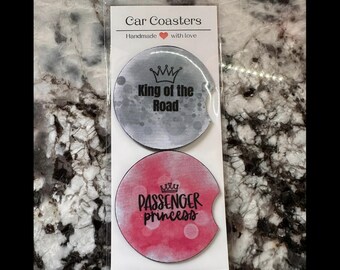 Car Coasters
Handmade ❤ with love
King of the
Road
PASSENGER
princess